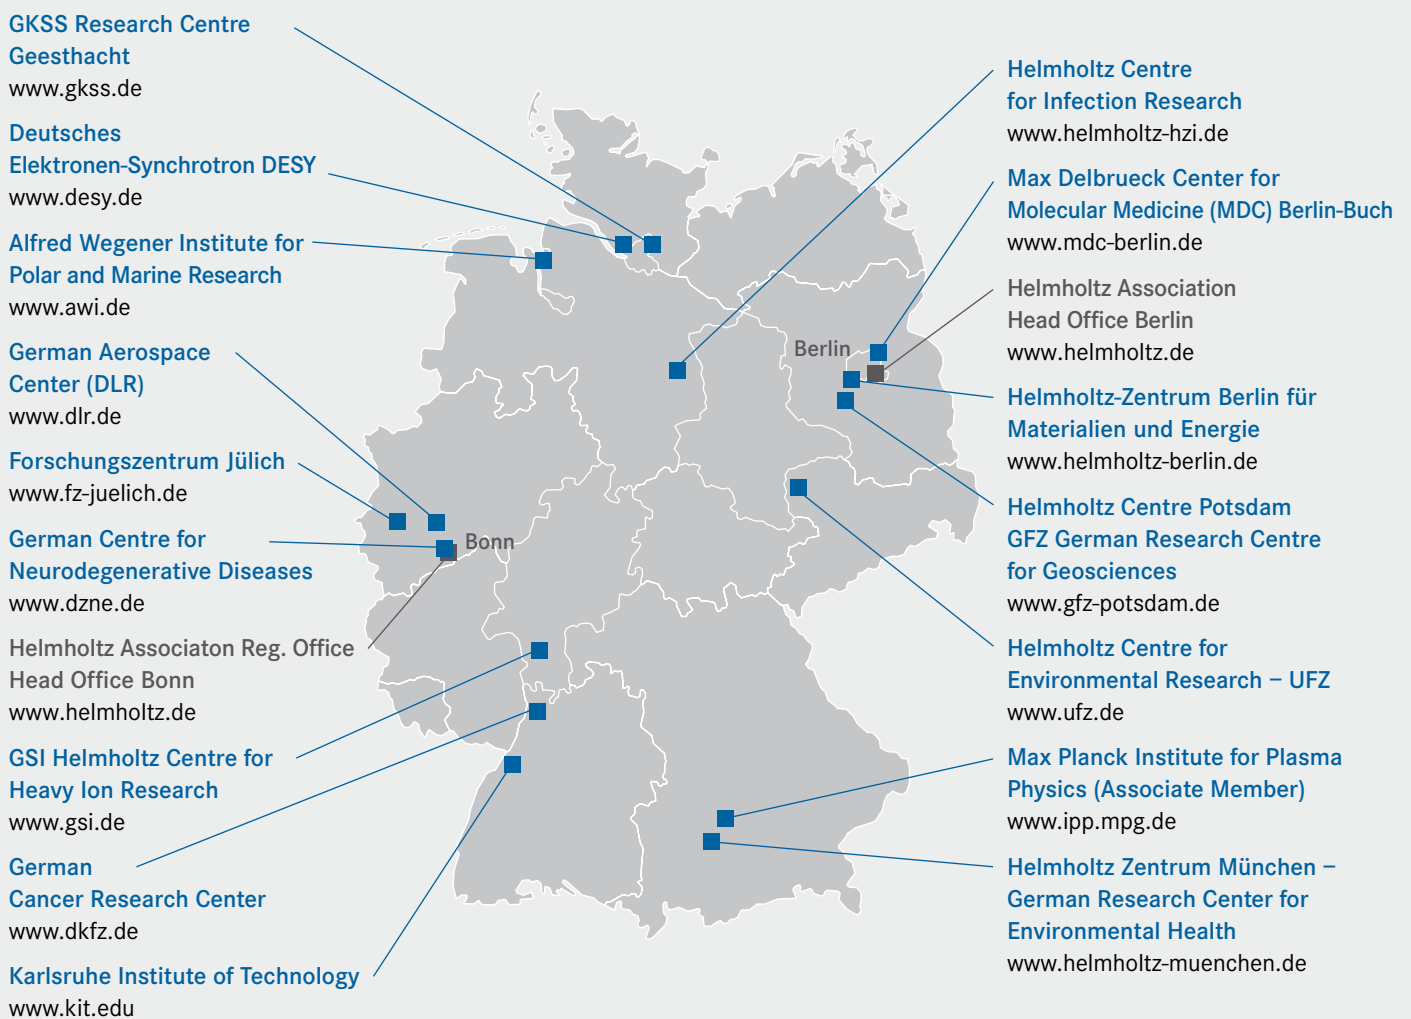 GKSS Research Centre
Geesthacht
www.gkss.de
Deutsches
Elektronen-Synchrotron DESY
www.desy.de
Alfred Wegener Institute for
Polar and Marine Research
www.awi.de
German Aerospace
Center (DLR)
www.dlr.de
Forschungszentrum Jülich
www.fz-juelich.de
German Centre for
Neurodegenerative Diseases
www.dzne.de
Helmholtz Associaton Reg. Office
Head Office Bonn
www.helmholtz.de
GSI Helmholtz Centre for
Heavy Ion Research
www.gsi.de
German
Cancer Research Center
www.dkfz.de
Karlsruhe Institute of Technology
www.kit.edu
Berlin
Bonn
Helmholtz Centre
for Infection Research
www.helmholtz-hzi.de
Max Delbrueck Center for
Molecular Medicine (MDC) Berlin-Buch
www.mdc-berlin.de
Helmholtz Association
Head Office Berlin
www.helmholtz.de
Helmholtz-Zentrum Berlin für
Materialien und Energie
www.helmholtz-berlin.de
Helmholtz Centre Potsdam
GFZ German Research Centre
for Geosciences
www.gfz-potsdam.de
Helmholtz Centre for
Environmental Research – UFZ
www.ufz.de
Max Planck Institute for Plasma
Physics (Associate Member)
www.ipp.mpg.de
Helmholtz Zentrum München –
German Research Center for
Environmental Health
www.helmholtz-muenchen.de